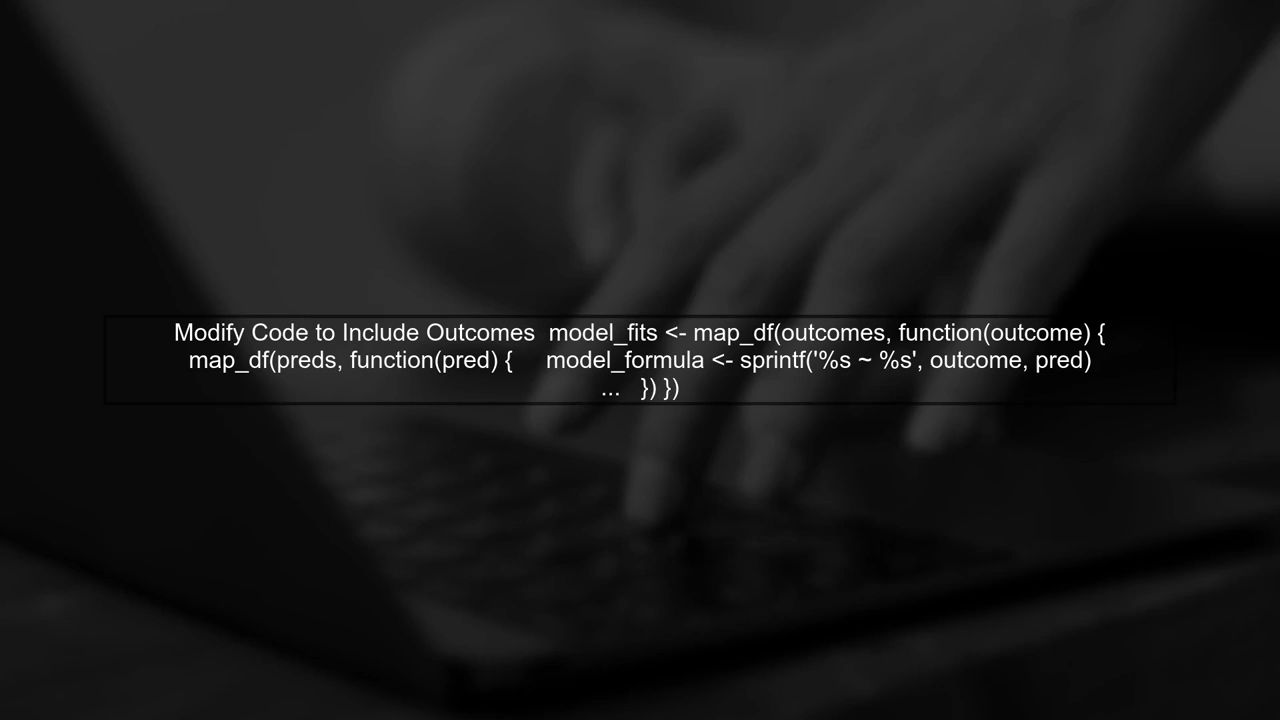 Modify Code to Include Outcomes  model_fits <- map_df(outcomes, function(outcome) {
map_df(preds, function(pred) {     model_formula <- sprintf('%s ~ %s', outcome, pred)
...   }) })